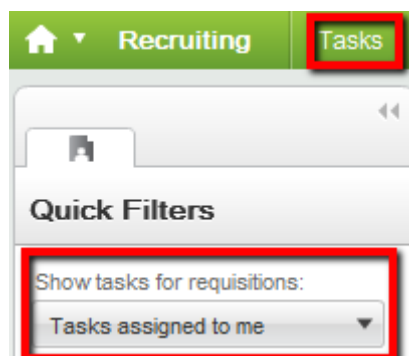 Recruiting Tasks
Quick Filters
Show tasks for requisitions:
Tasks assigned to me